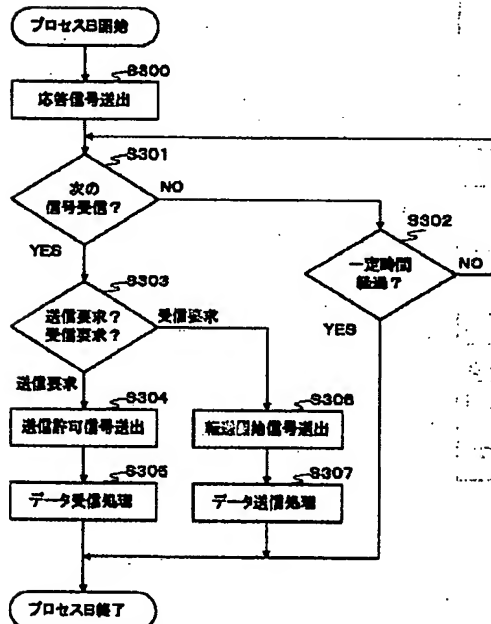 プロセスB開始
S300
応答信号送出
S301
次の
信号受信?
NO
YES
S302
一定時間
経過?
NO
YES
S303
送信要求?
受信要求?
受信要求
送信要求
S304
送信許可信号送出
S306
転送開始信号送出
S305
データ受信処理
S307
データ送信処理
プロセスB終了